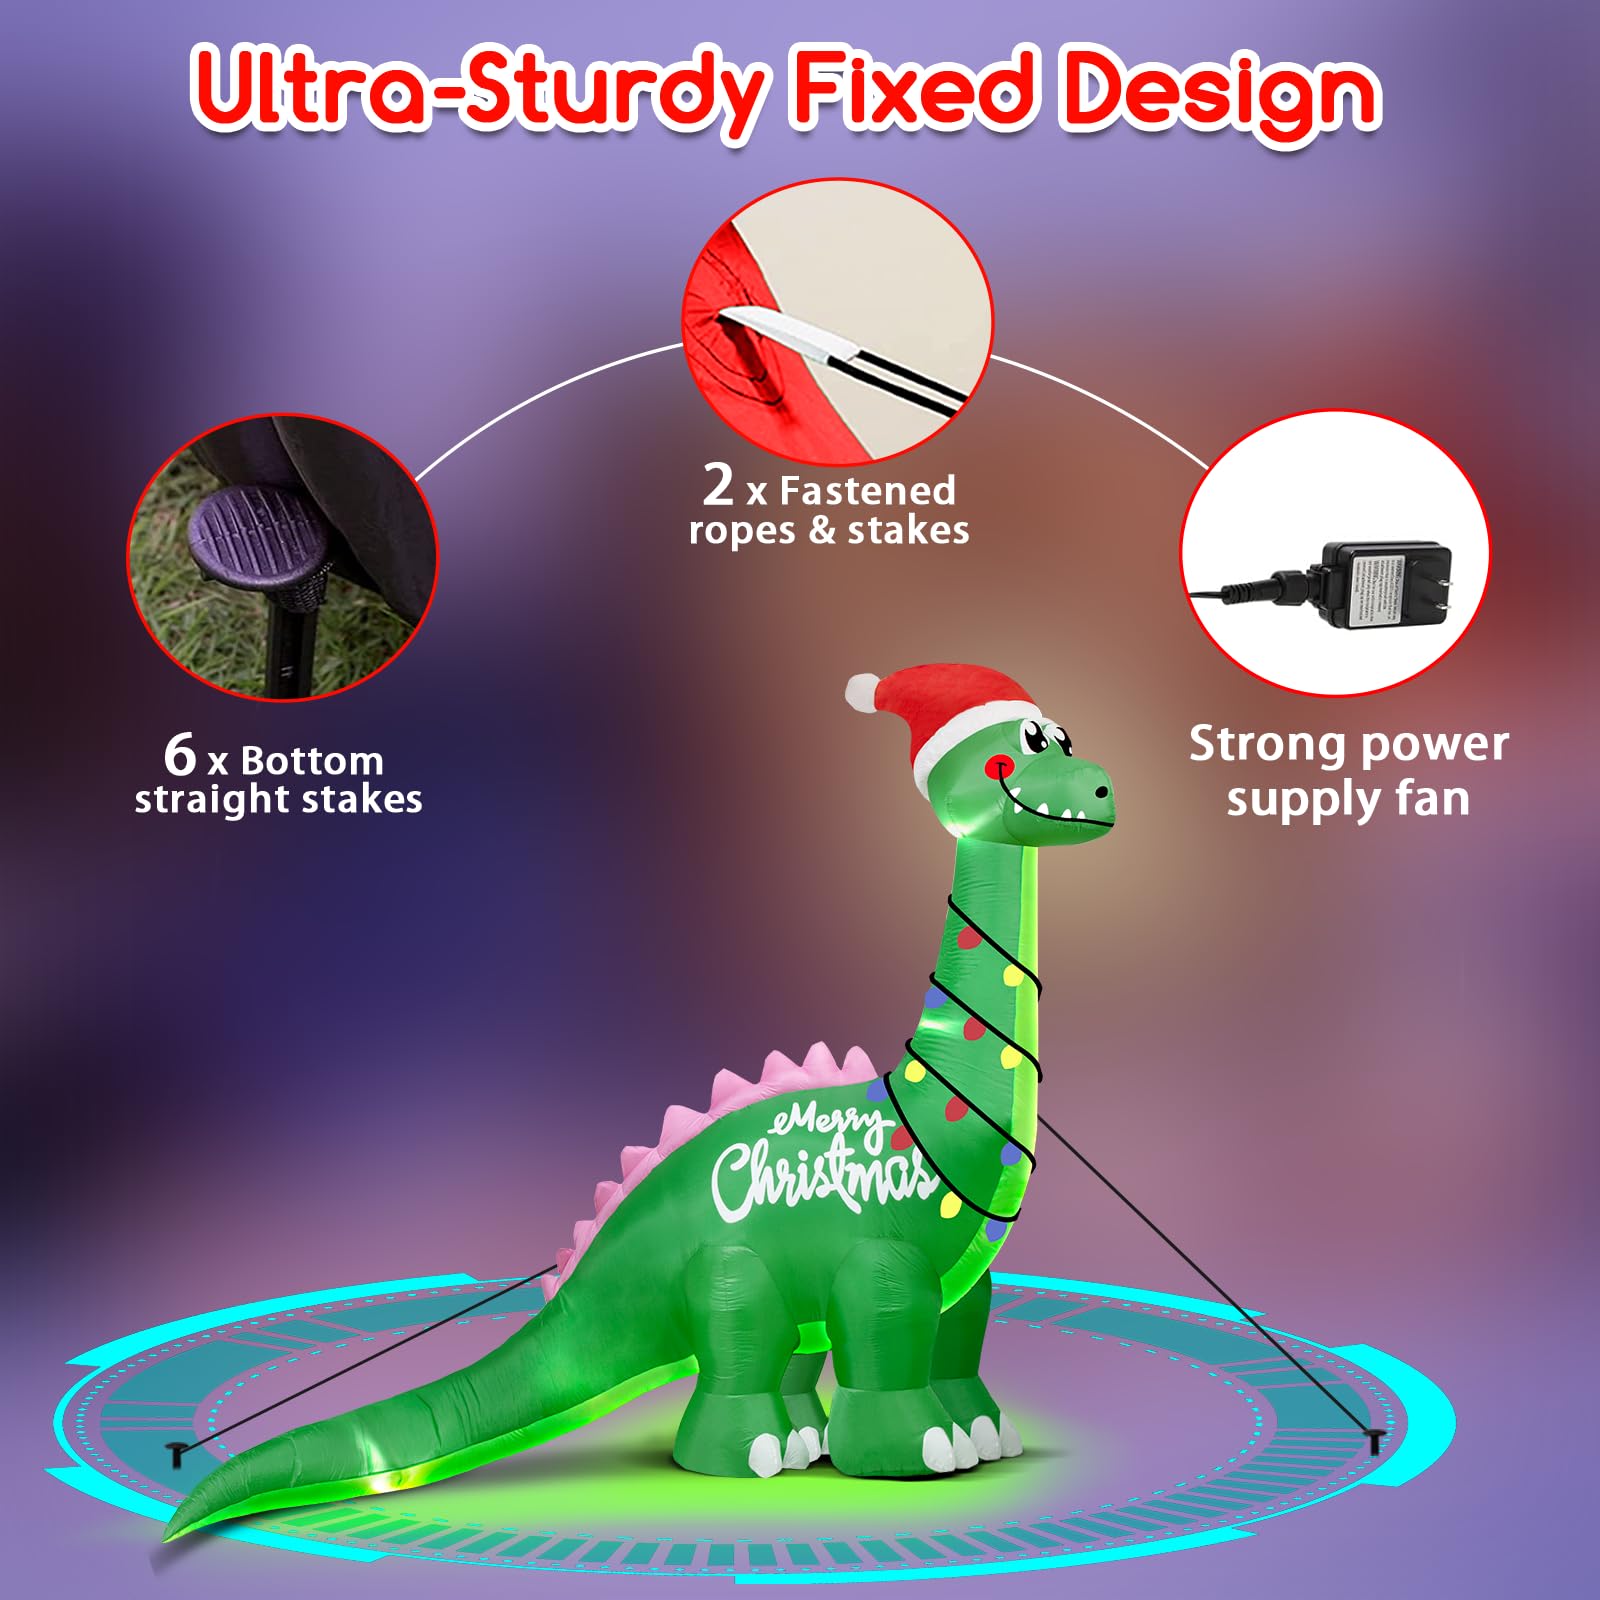 Ultra-Sturdy Fixed Design
2 x Fastened
ropes & stakes
6 x Bottom
straight stakes
Strong power
supply fan
Merry
Christmas